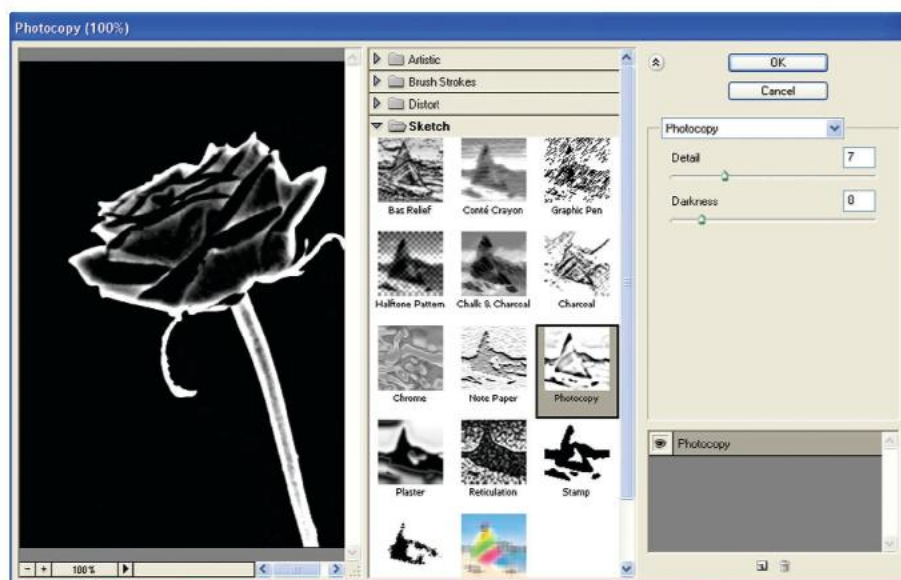 Photocopy (100%)
Artistic
Brush Strokes
Distort
Sketch
Bas Relief
Conté Crayon
Graphic Pen
Halftone Pattern
Chalk & Charcoal
Charcoal
Chrome
Note Paper
Photocopy
Plaster
Reticulation
Stamp
100%
OK
Cancel
Photocopy
Detail
7
Darkness
8
Photocopy